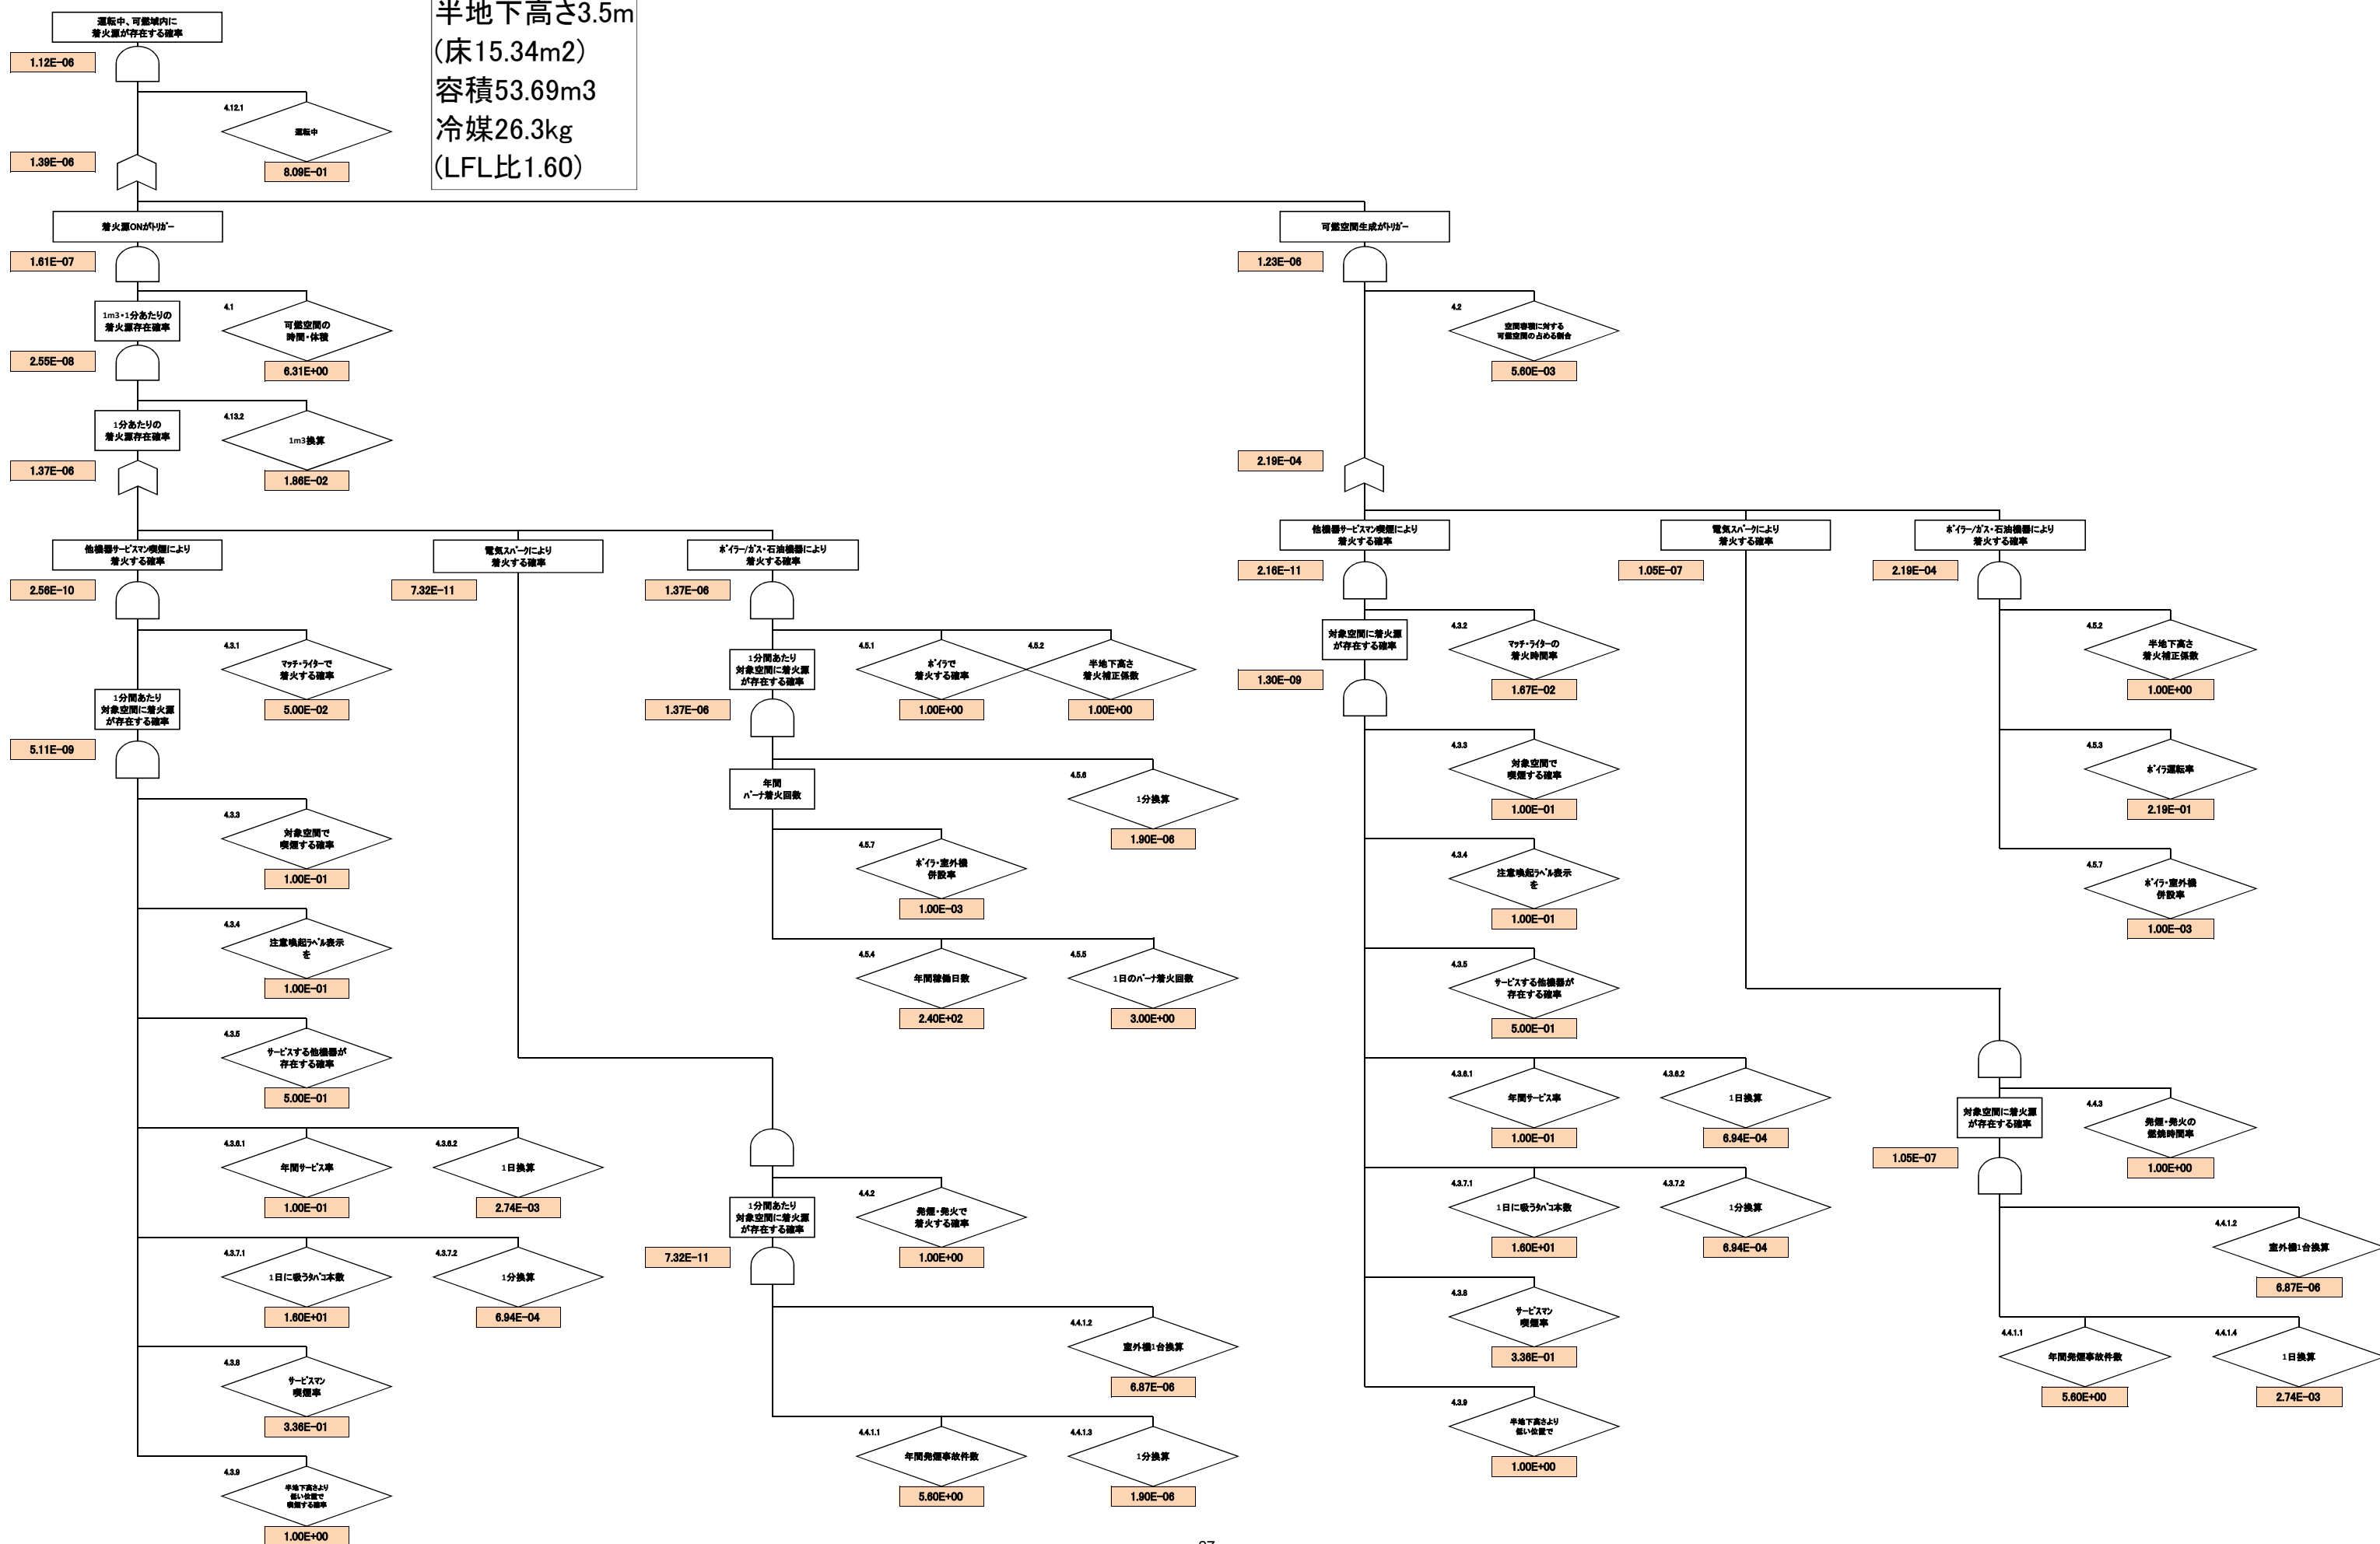 運転中、可燃域内に
着火源が存在する確率
1.12E-06
半地下高さ3.5m
(床15.34m2)
容積53.69m3
冷媒26.3kg
(LFL比1.60)
4.12.1
運転中
8.09E-01
1.39E-06
着火源ONがﾄﾘｶﾞｰ
1.61E-07
1m3・1分あたりの
着火源存在確率
4.1
可燃空間の
時間・体積
6.31E+00
2.55E-08
1分あたりの
着火源存在確率
4.13.2
1m3換算
1.86E-02
1.37E-06
可燃空間生成がﾄﾘｶﾞｰ
1.23E-06
4.2
空間容積に対する
可燃空間の占める割合
5.60E-03
2.19E-04
他機器ｻｰﾋﾞｽﾏﾝ喫煙により
着火する確率
2.56E-10
4.3.1
ﾏｯﾁ・ﾗｲﾀｰで
着火する確率
5.00E-02
1分間あたり
対象空間に着火源
が存在する確率
5.11E-09
4.3.3
対象空間で
喫煙する確率
1.00E-01
4.3.4
注意喚起ﾗﾍﾞﾙ表示
を
1.00E-01
4.3.5
ｻｰﾋﾞｽする他機器が
存在する確率
5.00E-01
4.3.6.1
年間ｻｰﾋﾞｽ率
1.00E-01
4.3.6.2
1日換算
2.74E-03
4.3.7.1
1日に吸うﾀﾊﾞｺ本数
1.60E+01
4.3.7.2
1分換算
6.94E-04
4.3.8
ｻｰﾋﾞｽﾏﾝ
喫煙率
3.36E-01
4.3.9
半地下高さより
低い位置で
喫煙する確率
1.00E+00
電気ｽﾊﾟｰｸにより
着火する確率
7.32E-11
4.4.2
発煙・発火で
着火する確率
1.00E+00
1分間あたり
対象空間に着火源
が存在する確率
7.32E-11
4.4.1.2
室外機1台換算
6.87E-06
4.4.1.1
年間発煙事故件数
5.60E+00
4.4.1.3
1分換算
1.90E-06
ﾎﾞｲﾗｰ/ｶﾞｽ・石油機器により
着火する確率
1.37E-06
4.5.1
ﾎﾞｲﾗで
着火する確率
1.00E+00
4.5.2
半地下高さ
着火補正係数
1.00E+00
1分間あたり
対象空間に着火源
が存在する確率
1.37E-06
年間
ﾊﾞｰﾅ着火回数
4.5.6
1分換算
1.90E-06
4.5.7
ﾎﾞｲﾗ・室外機
併設率
1.00E-03
4.5.4
年間稼働日数
2.40E+02
4.5.5
1日のﾊﾞｰﾅ着火回数
3.00E+00
他機器ｻｰﾋﾞｽﾏﾝ喫煙により
着火する確率
2.16E-11
対象空間に着火源
が存在する確率
4.3.2
ﾏｯﾁ・ﾗｲﾀｰの
着火時間率
1.67E-02
1.30E-09
4.3.3
対象空間で
喫煙する確率
1.00E-01
4.3.4
注意喚起ﾗﾍﾞﾙ表示
を
1.00E-01
4.3.5
ｻｰﾋﾞｽする他機器が
存在する確率
5.00E-01
4.3.6.1
年間ｻｰﾋﾞｽ率
1.00E-01
4.3.6.2
1日換算
6.94E-04
4.3.7.1
1日に吸うﾀﾊﾞｺ本数
1.60E+01
4.3.7.2
1分換算
6.94E-04
4.3.8
ｻｰﾋﾞｽﾏﾝ
喫煙率
3.36E-01
4.3.9
半地下高さより
低い位置で
1.00E+00
電気ｽﾊﾟｰｸにより
着火する確率
1.05E-07
対象空間に着火源
が存在する確率
4.4.3
発煙・発火の
燃焼時間率
1.00E+00
1.05E-07
4.4.1.2
室外機1台換算
6.87E-06
4.4.1.1
年間発煙事故件数
5.60E+00
4.4.1.4
1日換算
2.74E-03
ﾎﾞｲﾗｰ/ｶﾞｽ・石油機器により
着火する確率
2.19E-04
4.5.2
半地下高さ
着火補正係数
1.00E+00
4.5.3
ﾎﾞｲﾗ運転率
2.19E-01
4.5.7
ﾎﾞｲﾗ・室外機
併設率
1.00E-03